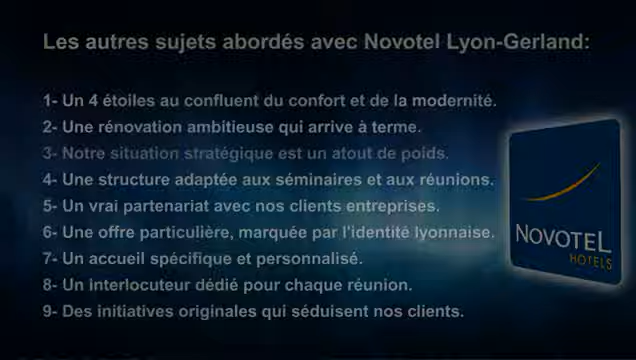 Les autres sujets abordés avec Novotel Lyon-Gerland:
1- Un 4 étoiles au confluent du confort et de la modernité.
2- Une rénovation ambitieuse qui arrive à terme.
3- Notre situation stratégique est un atout de poids.
4- Une structure adaptée aux séminaires et aux réunions.
5- Un vrai partenariat avec nos clients entreprises.
6- Une offre particulière, marquée par l'identité lyonnaise.
7- Un accueil spécifique et personnalisé.
8- Un interlocuteur dédié pour chaque réunion.
9- Des initiatives originales qui séduisent nos clients.
NOVOTEL
HOTELS